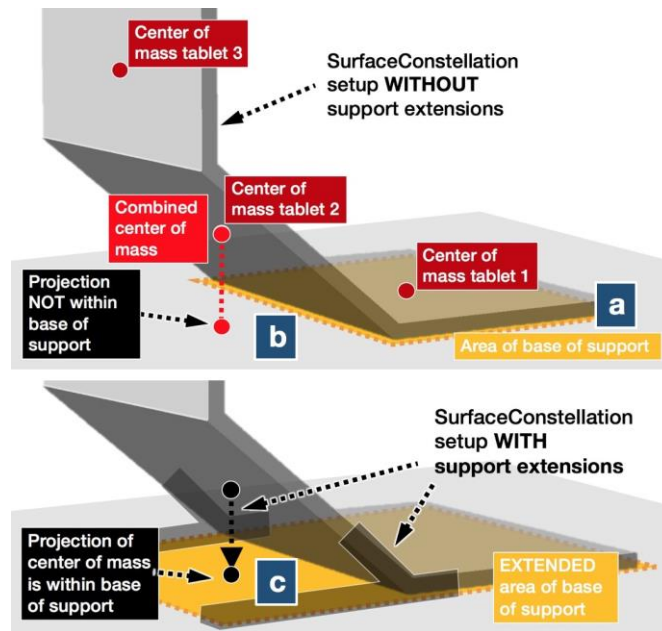 Center of
mass tablet 3
SurfaceConstellation
setup WITHOUT
support extensions
Combined
center of
mass
Center of
mass tablet 2
Center of
mass tablet 1
Projection
NOT within
base of
support
b
a
Area of base of support
SurfaceConstellation
setup WITH
support extensions
Projection of
center of mass
is within base
of support
c
EXTENDED
area of base
of support